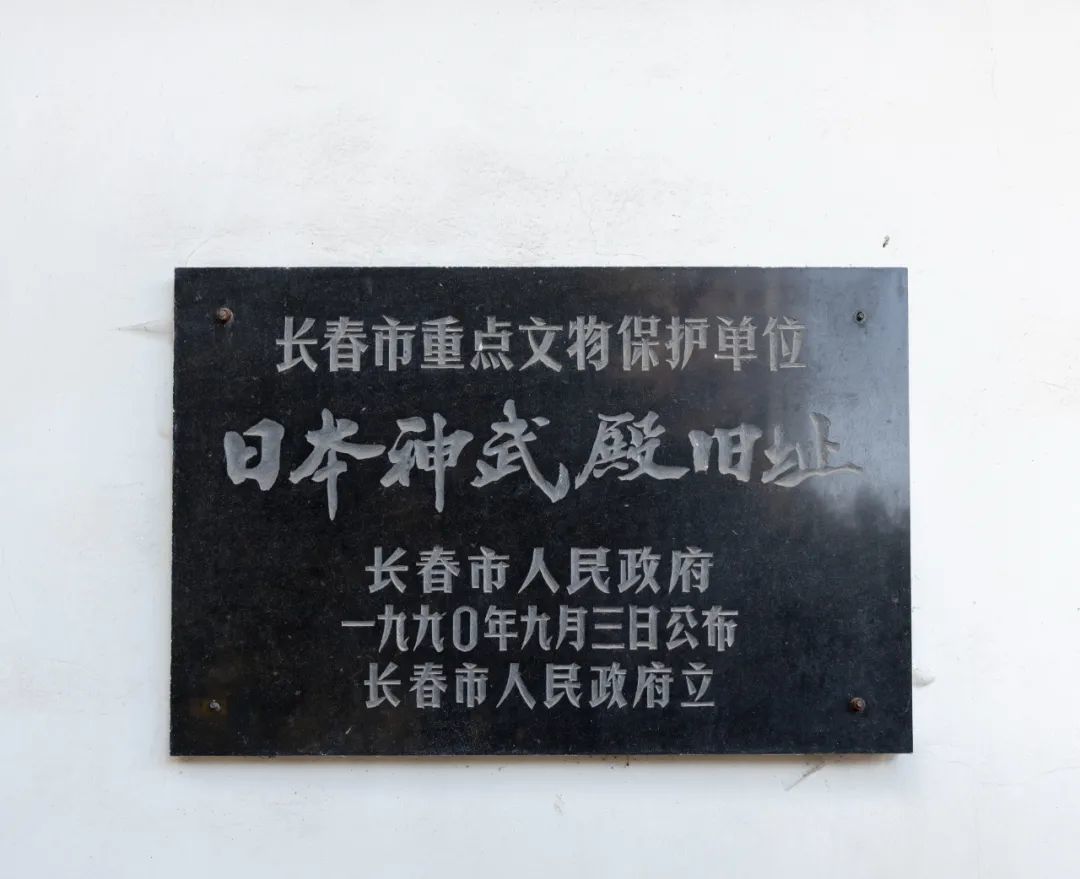 长春市重点文物保护单位
日本神武殿旧址
长春市人民政府
一九九〇年九月三日公布
长春市人民政府立